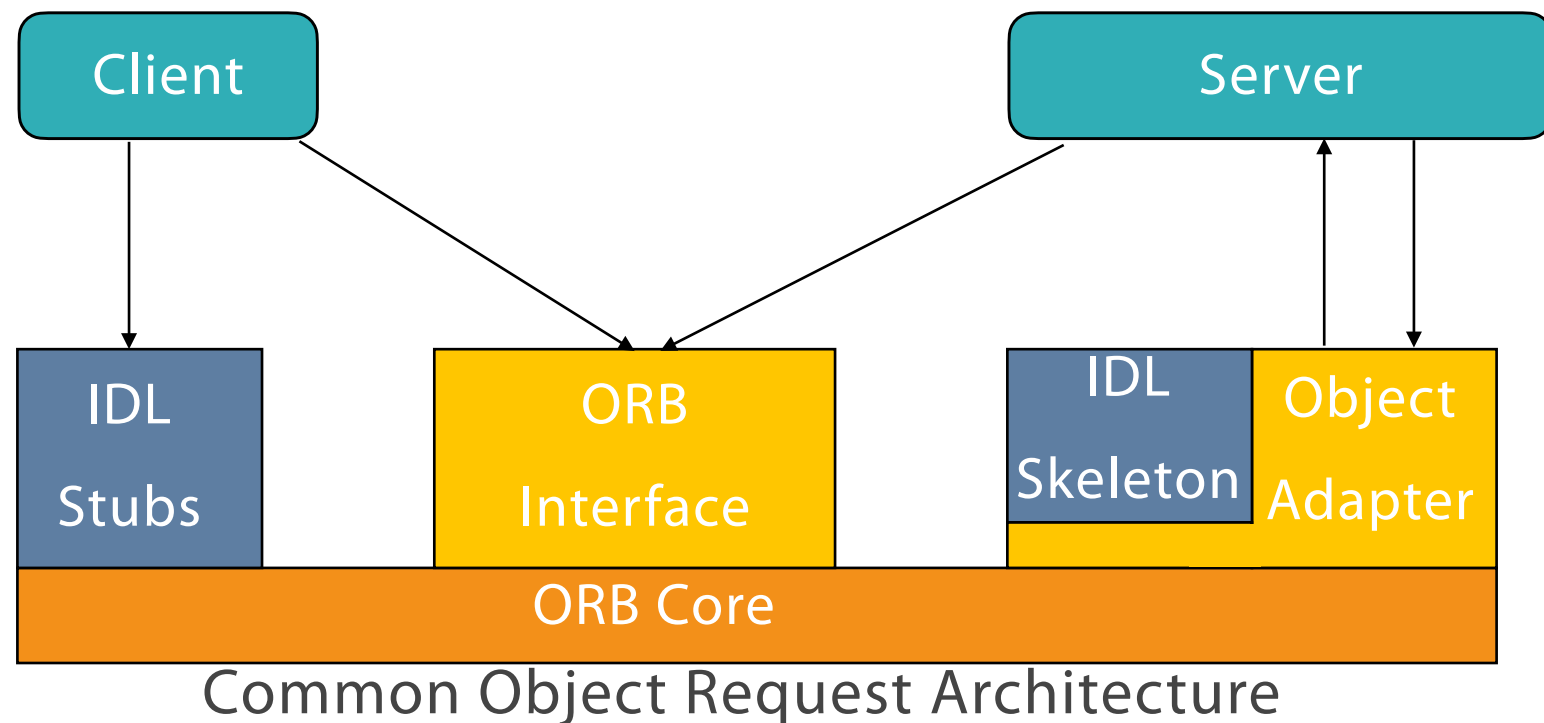 Client
Server
IDL
Stubs
ORB
Interface
IDL
Skeleton
Object
Adapter
ORB Core
Common Object Request Architecture